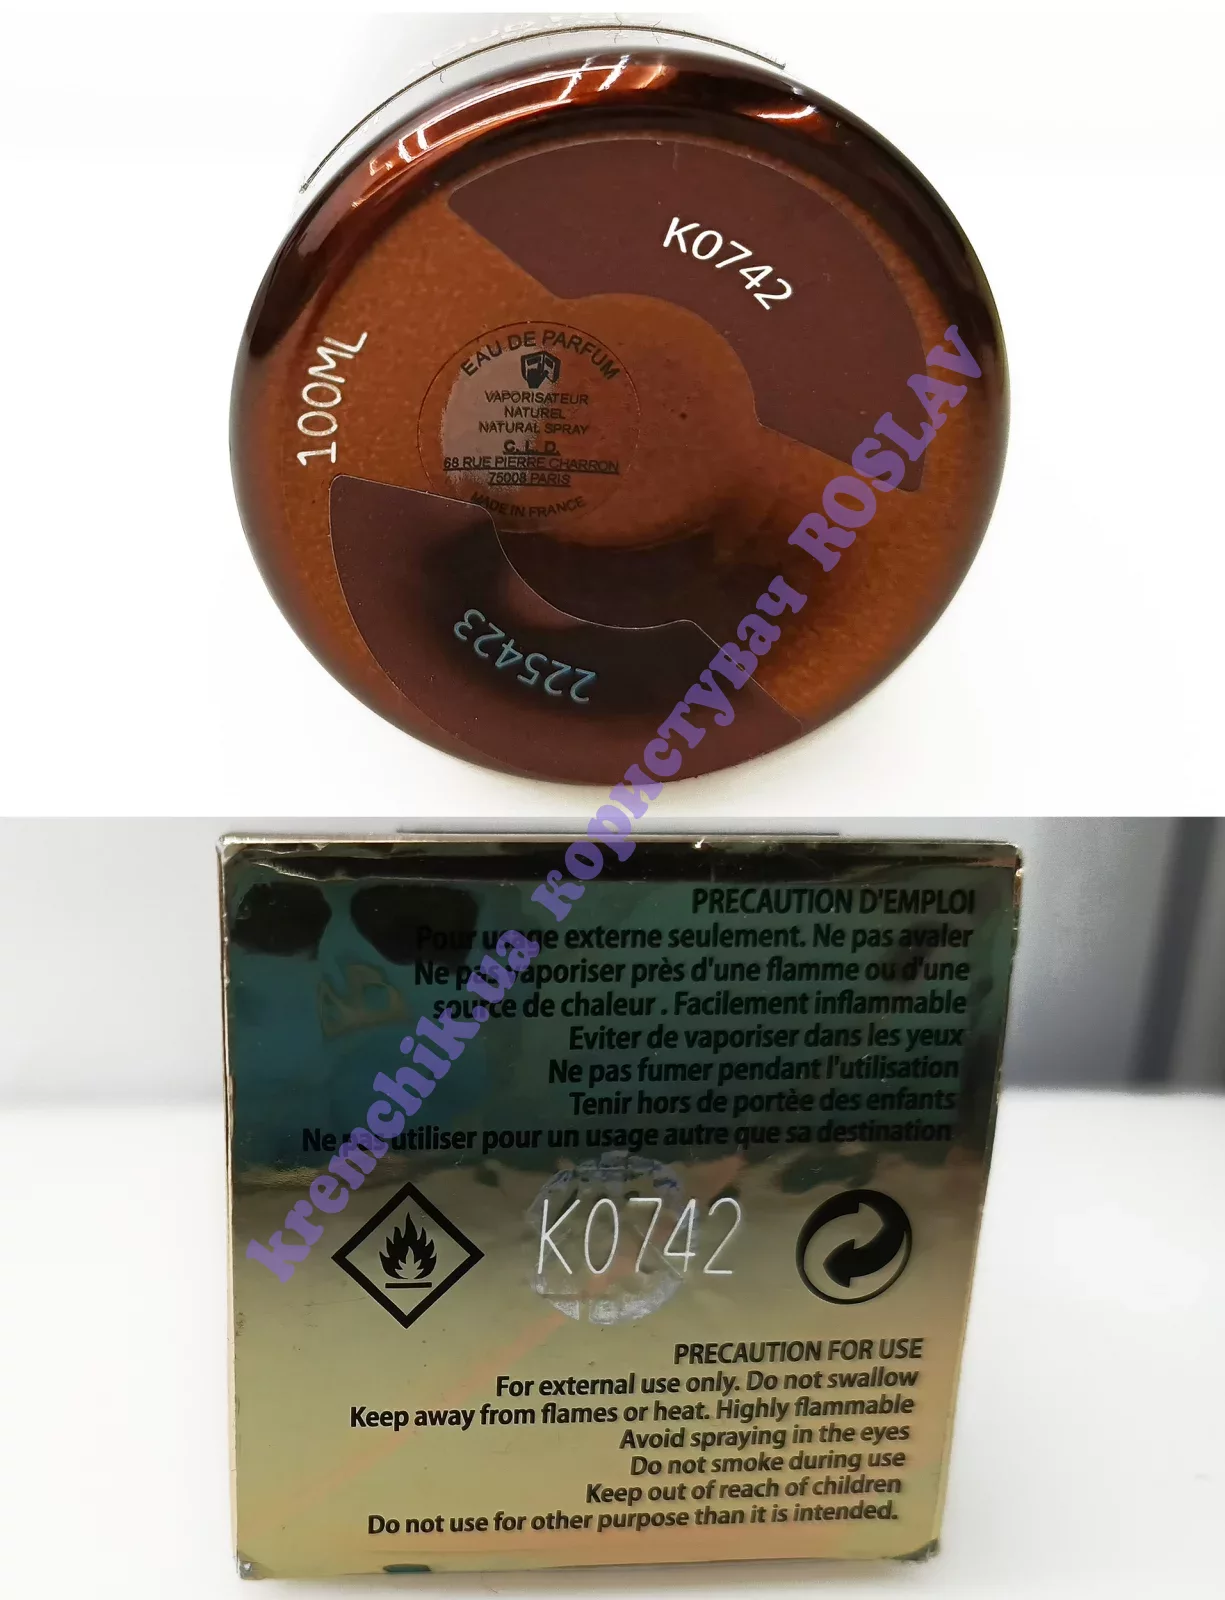 K0742
100ML
EAU DE PARFUM
VAPORISATEUR
NATUREL
NATURAL SPRAY
C. L. D.
68 RUE PIERRE CHARRON
75008 PARIS
MADE IN FRANCE
225423
kremchik.ua користувач ROSLAV
PRECAUTION D'EMPLOI
Pour usage externe seulement. Ne pas avaler
Ne pas vaporiser près d'une flamme ou d'une
source de chaleur . Facilement inflammable
Eviter de vaporiser dans les yeux
Ne pas fumer pendant l'utilisation
Tenir hors de portèe des enfants
Ne pas utiliser pour un usage autre que sa destination
K0742
PRECAUTION FOR USE
For external use only. Do not swallow
Keep away from flames or heat. Highly flammable
Avoid spraying in the eyes
Do not smoke during use
Keep out of reach of children
Do not use for other purpose than it is intended.